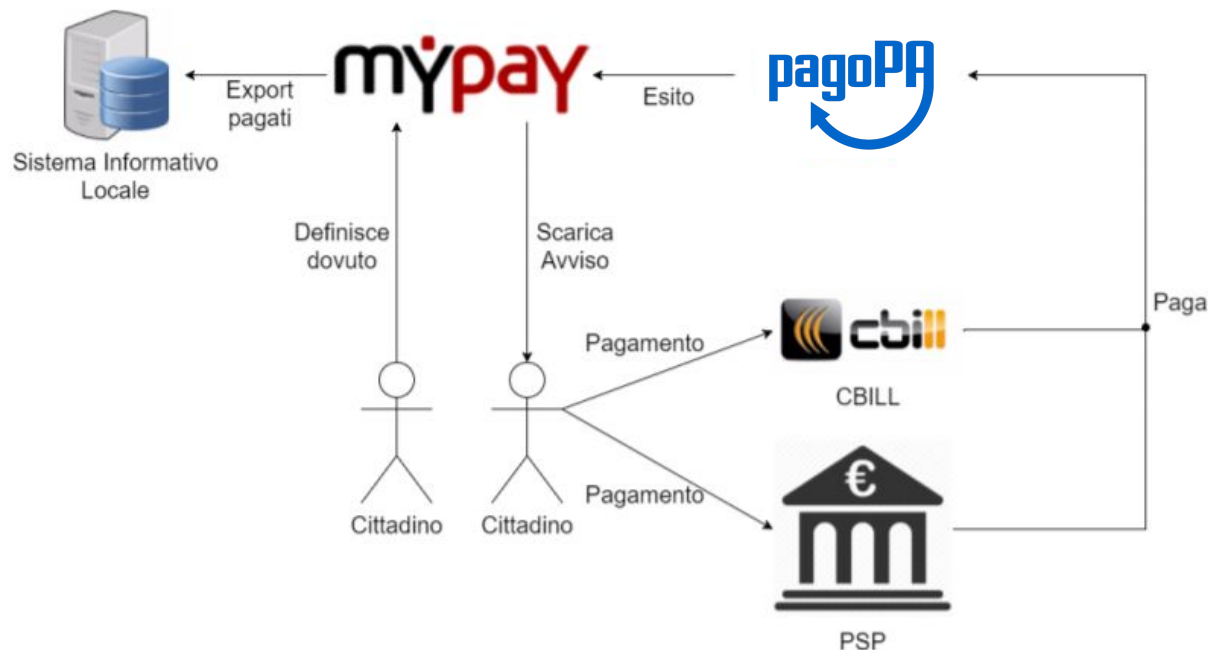 mypay
pagoPA
Export
pagati
Esito
Sistema Informativo
Locale
Definisce
dovuto
Scarica
Avviso
Paga
Pagamento
cbill
CBILL
€
Pagamento
Cittadino
Cittadino
PSP